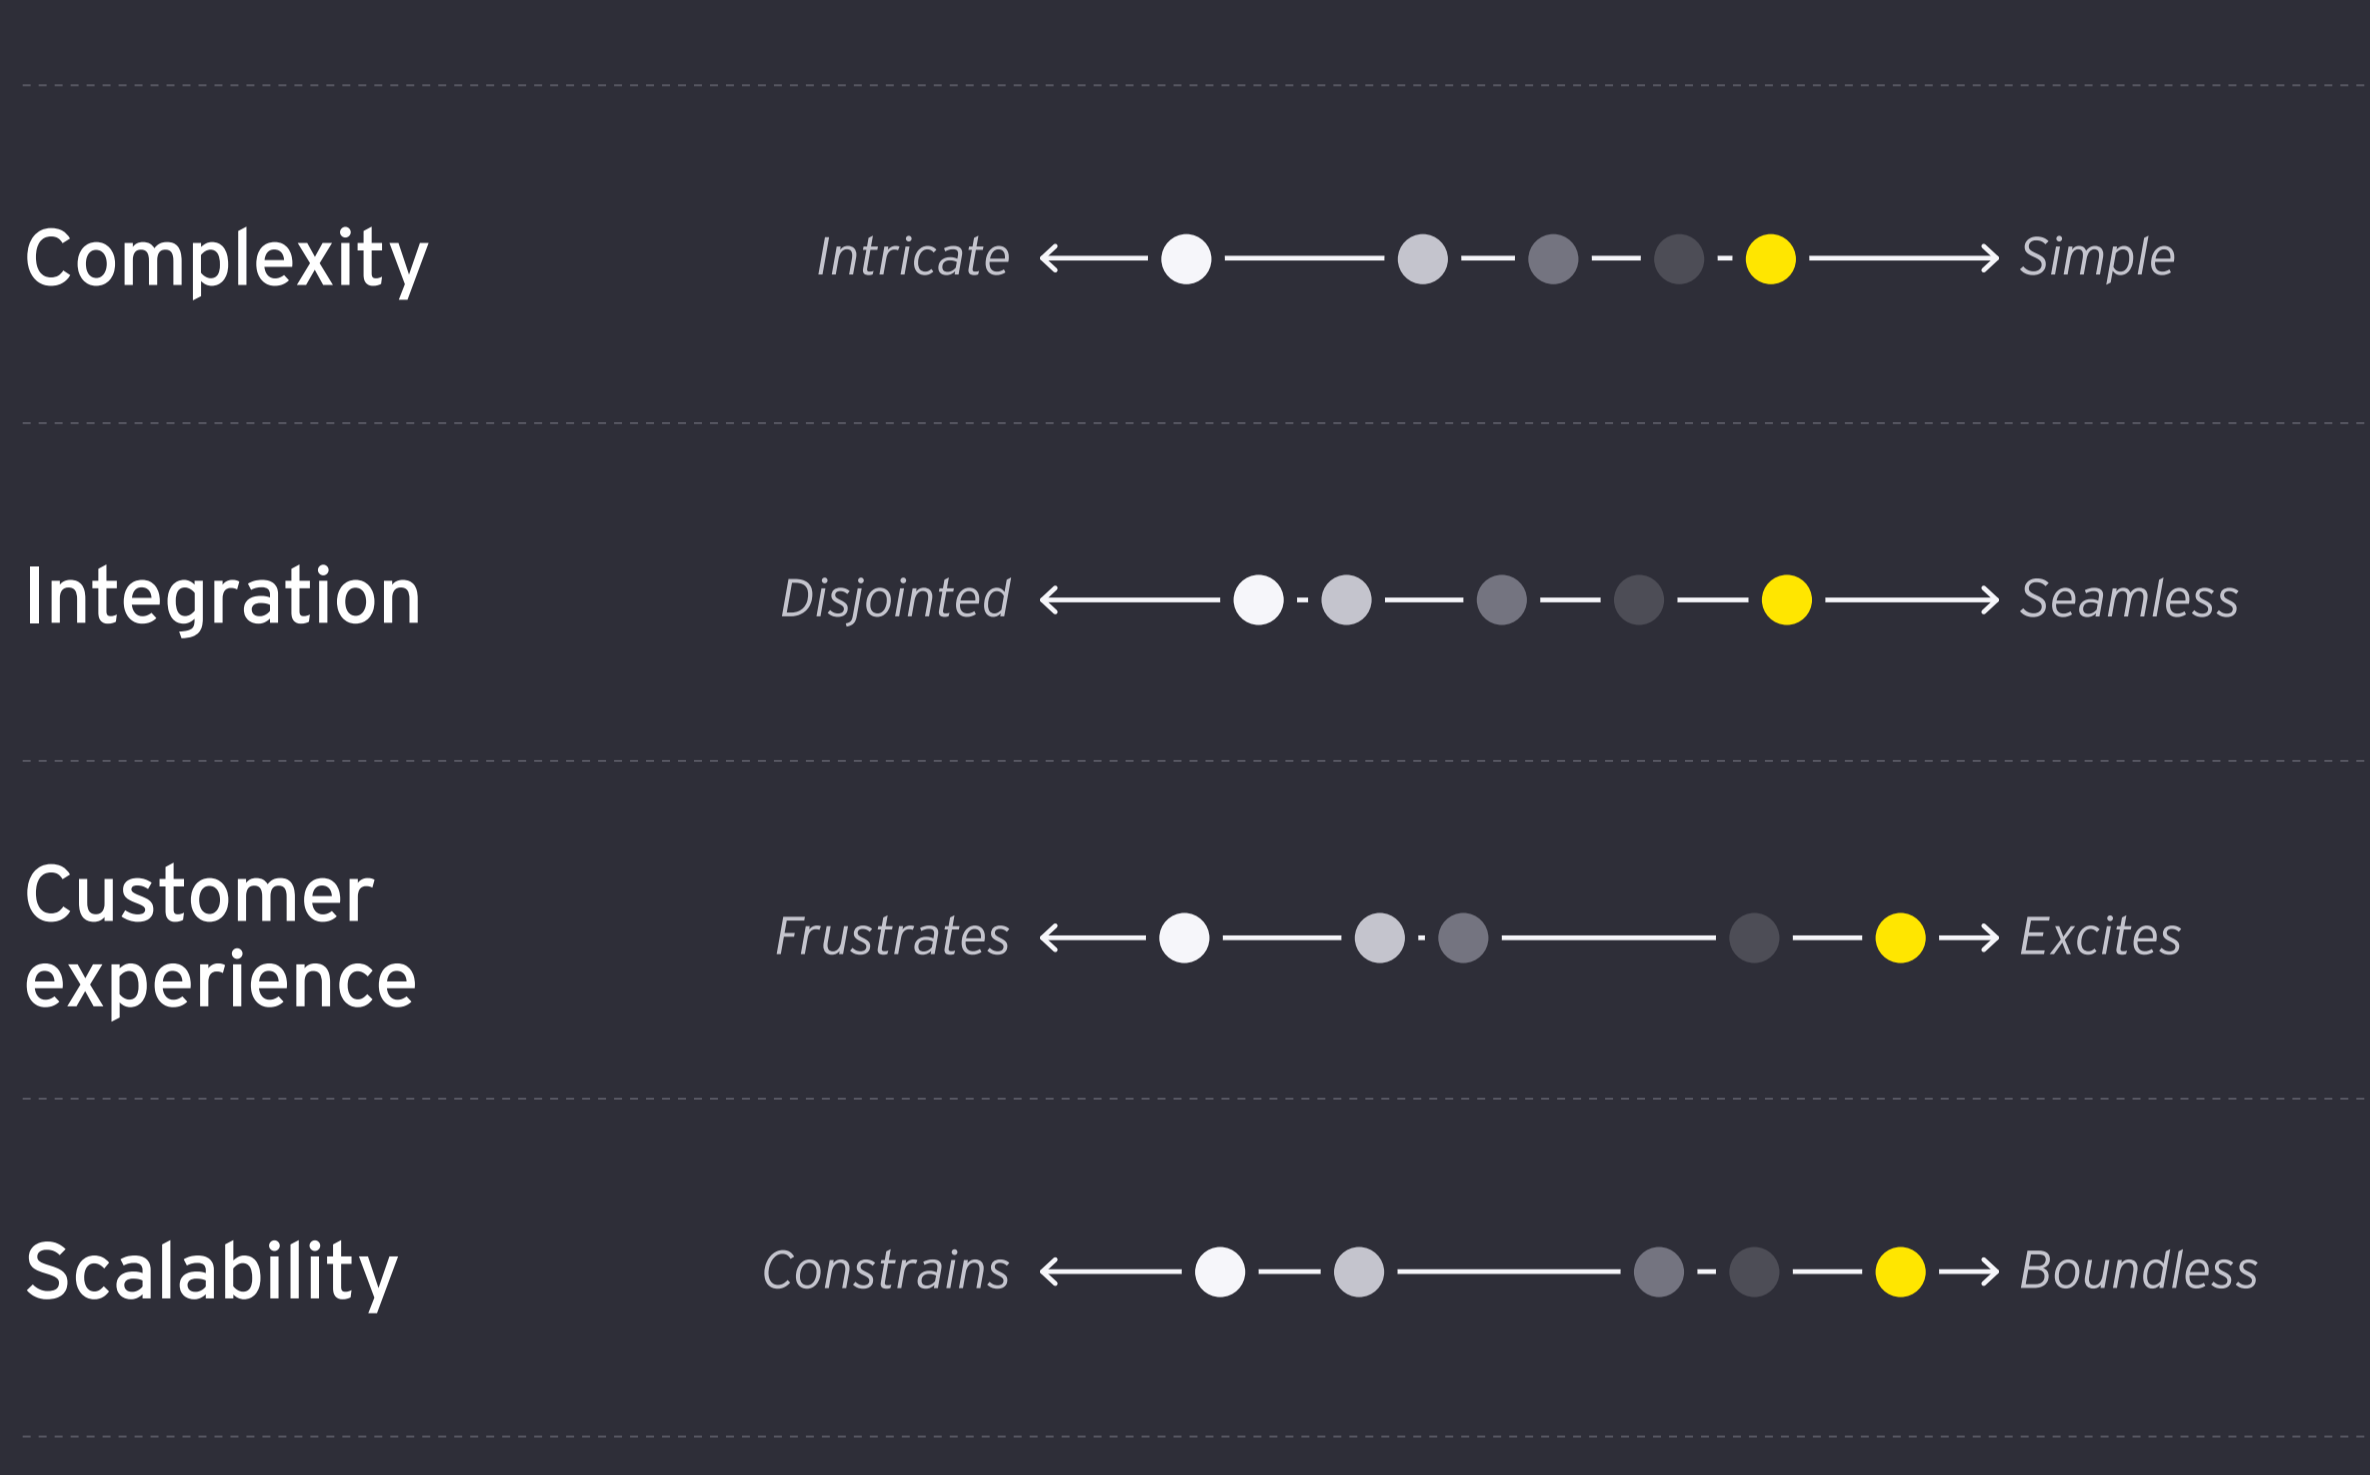 Complexity
Intricate
Simple
Integration
Disjointed
Seamless
Customer
experience
Frustrates
Excites
Scalability
Constrains
Boundless